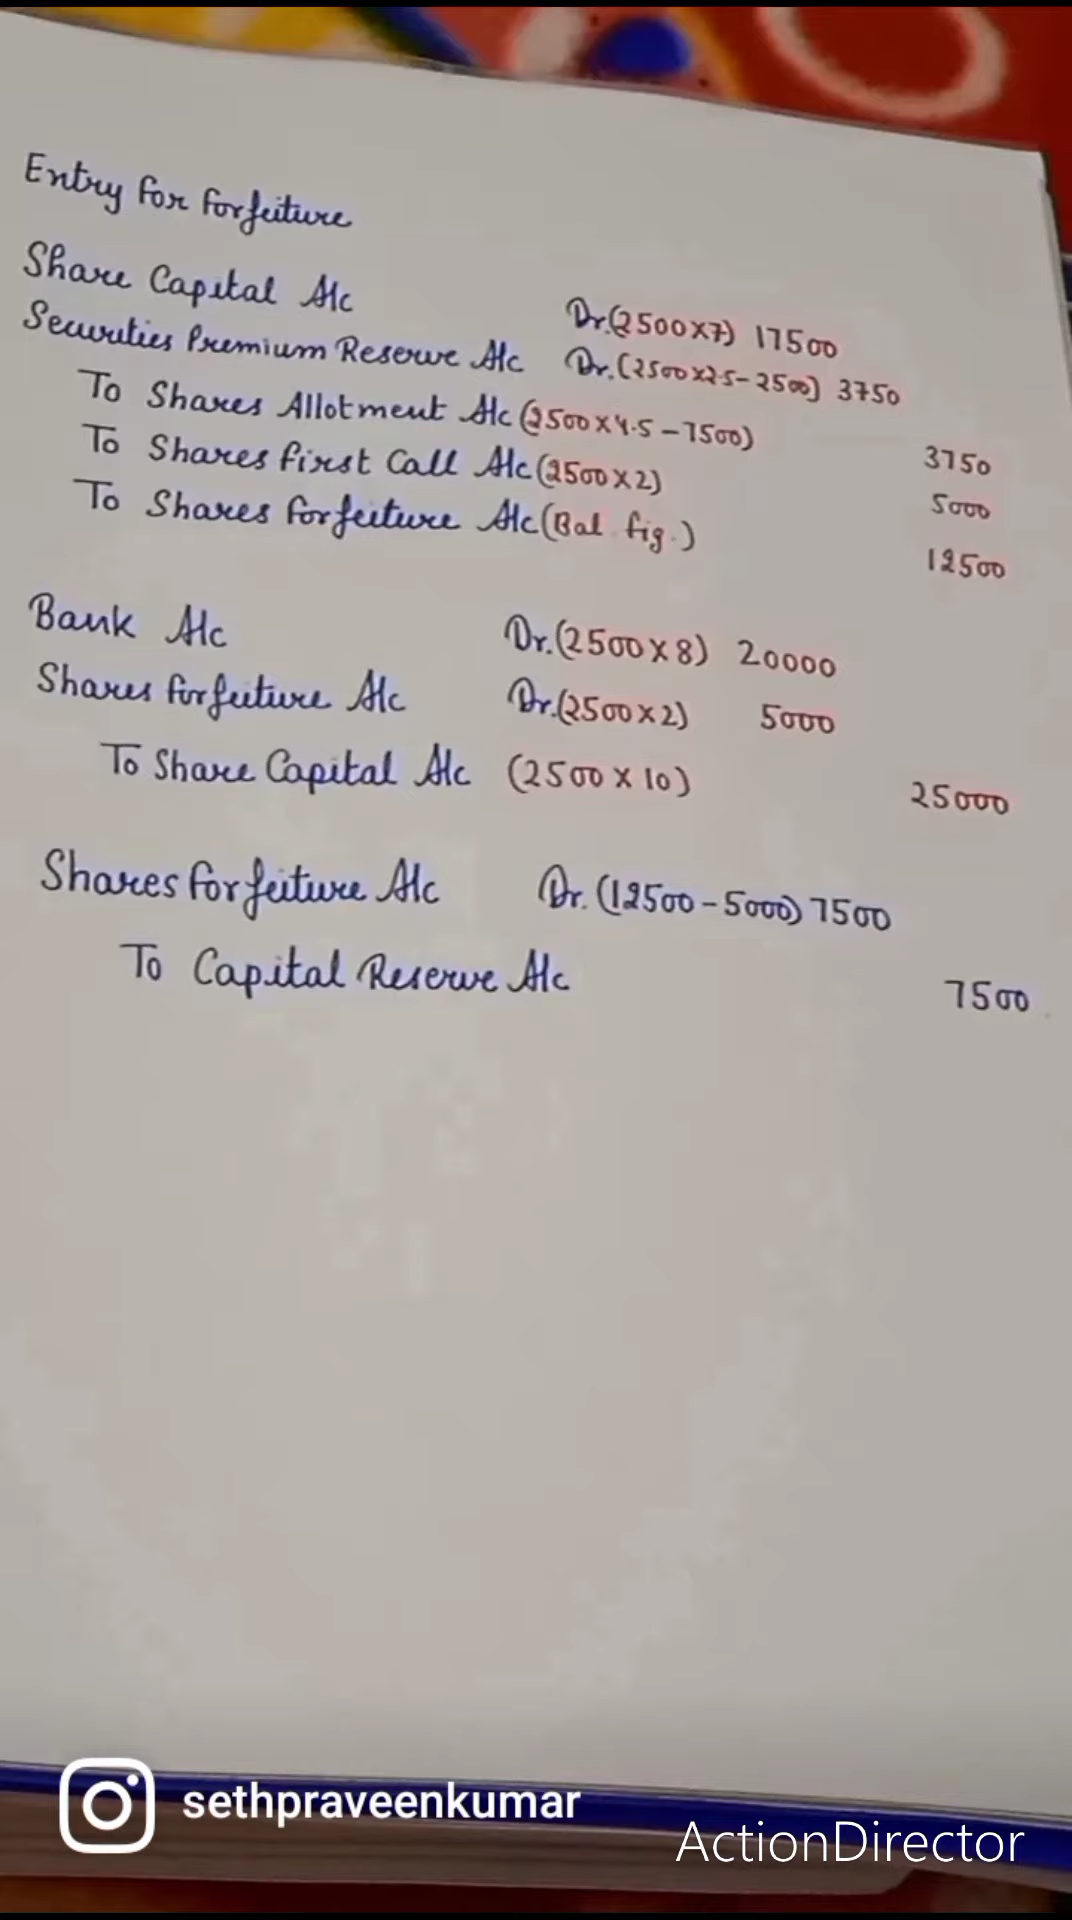 Entry for forfeiture
Share Capital A/c Dr.(2500x7) 17500
Securities Premium Reserve A/c Dr.(2500x2.5-2500) 3750
To Shares Allotment A/c (2500x4.5-7500) 3750
To Shares first Call A/c (2500x2) 5000
To Shares forfeiture A/c (Bal. fig.) 12500
Bank A/c Dr.(2500x8) 20000
Shares forfeiture A/c Dr.(2500x2) 5000
To Share Capital A/c (2500x10) 25000
Shares forfeiture A/c Dr.(12500-5000) 7500
To Capital Reserve A/c 7500
sethpraveenkumar
ActionDirector